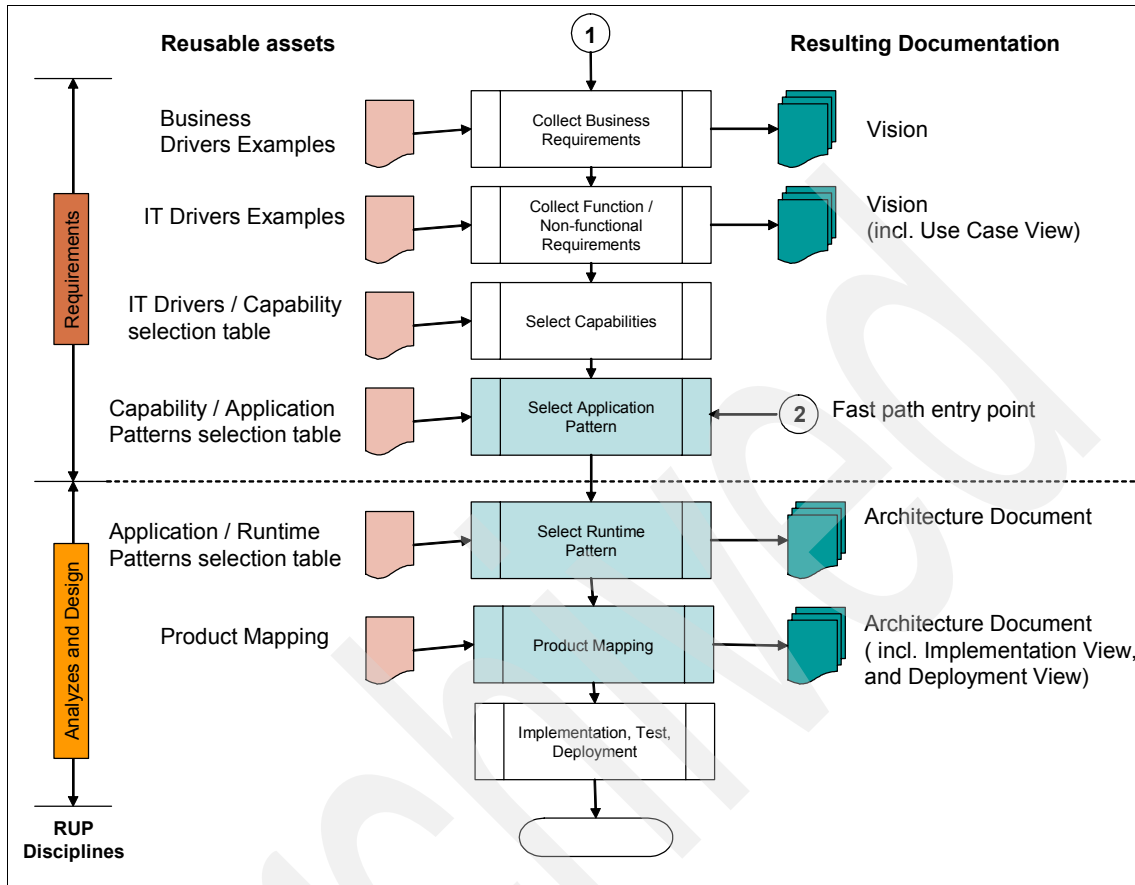 Reusable assets
1
Resulting Documentation
Business
Drivers Examples
Collect Business
Requirements
Vision
IT Drivers Examples
Collect Function /
Non-functional
Requirements
Vision
(incl. Use Case View)
Requirements
IT Drivers / Capability
selection table
Select Capabilities
Capability / Application
Patterns selection table
Select Application
Pattern
2
Fast path entry point
Application / Runtime
Patterns selection table
Select Runtime
Pattern
Architecture Document
Analyzes and Design
Product Mapping
Product Mapping
Architecture Document
( incl. Implementation View,
and Deployment View)
Implementation, Test,
Deployment
RUP
Disciplines
chived